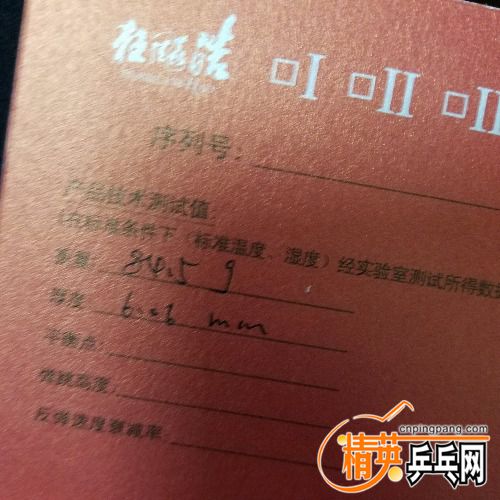 □I □II □II
序列号：
产品技术测试值：
（在标准条件下（标准温度、湿度）经实验室测试所得数据
重量： 84.5 g
厚度： 6.06 mm
平衡点：
弹跳高度：
反弹速度衰减率：
cnpingpang.com
精英乒乓网